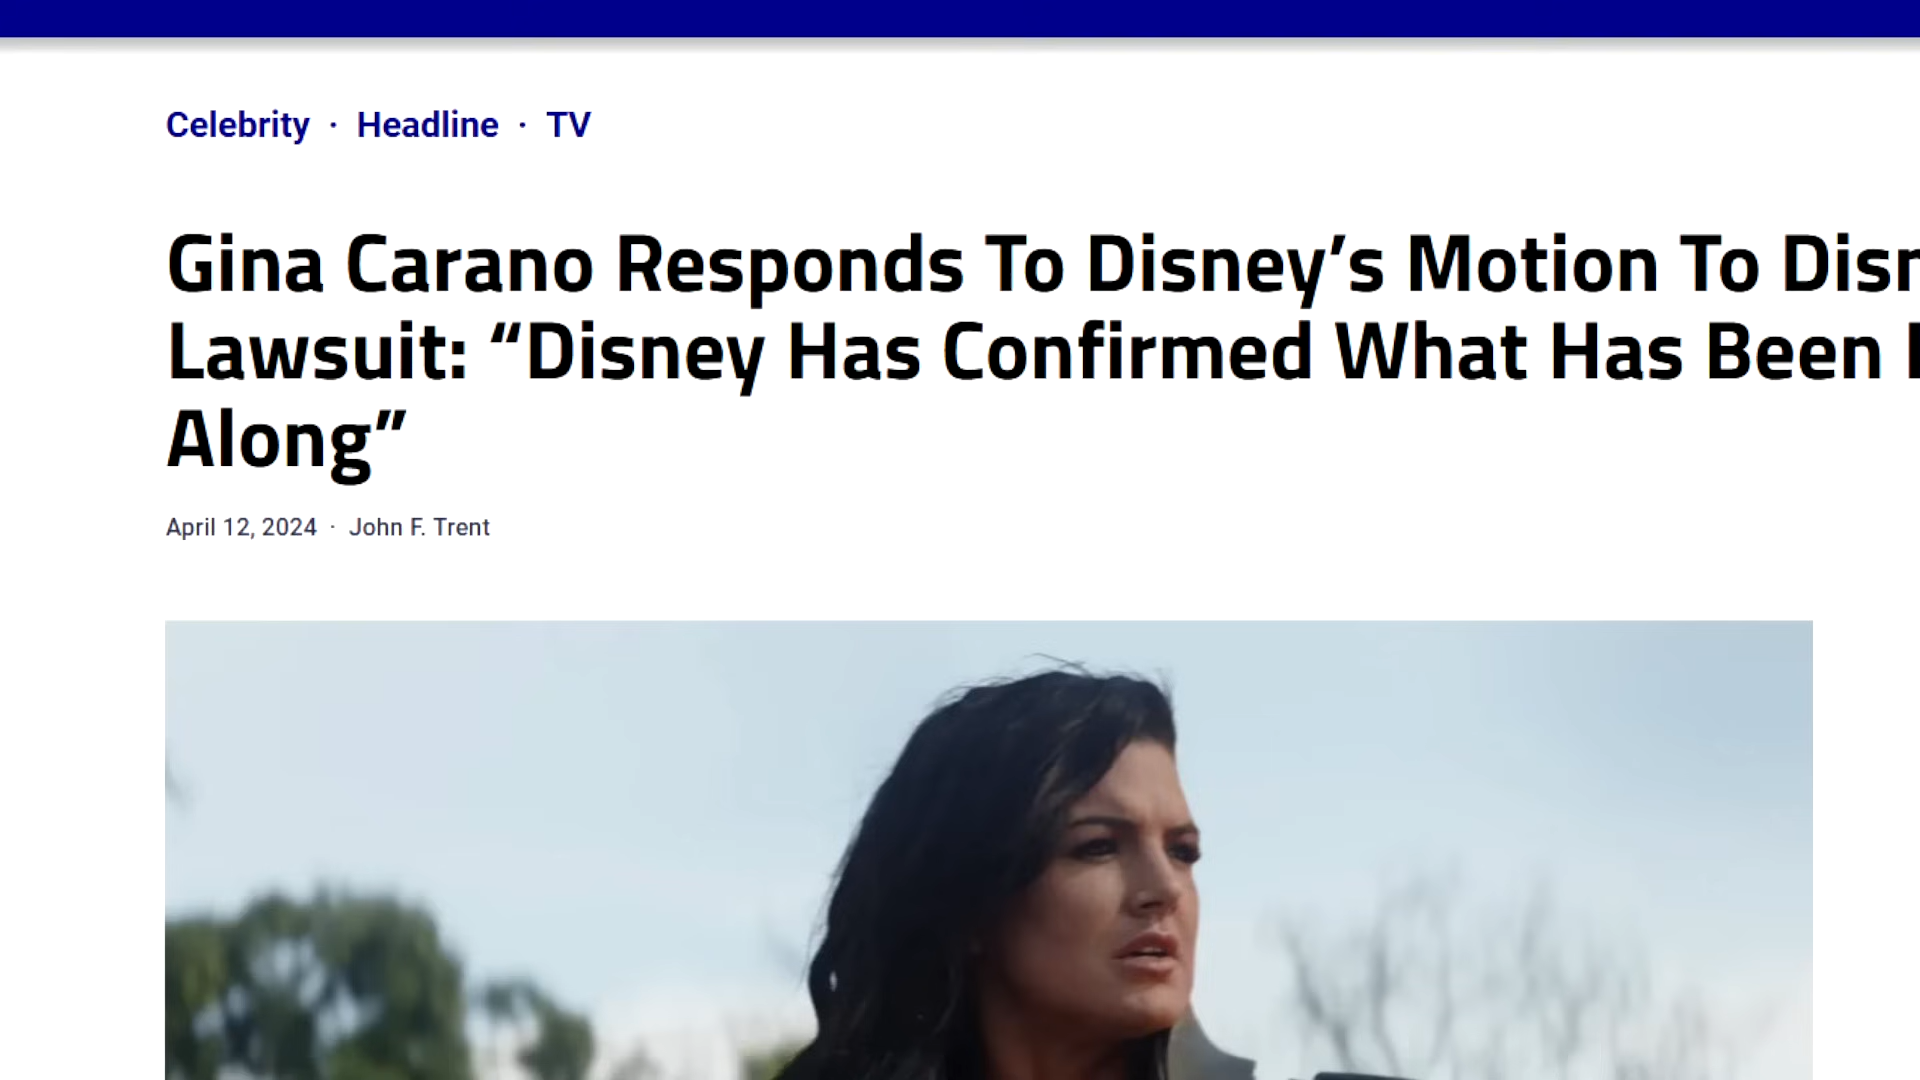 Celebrity · Headline · TV
Gina Carano Responds To Disney’s Motion To
Lawsuit: “Disney Has Confirmed What Has Been
Along”
April 12, 2024 · John F. Trent